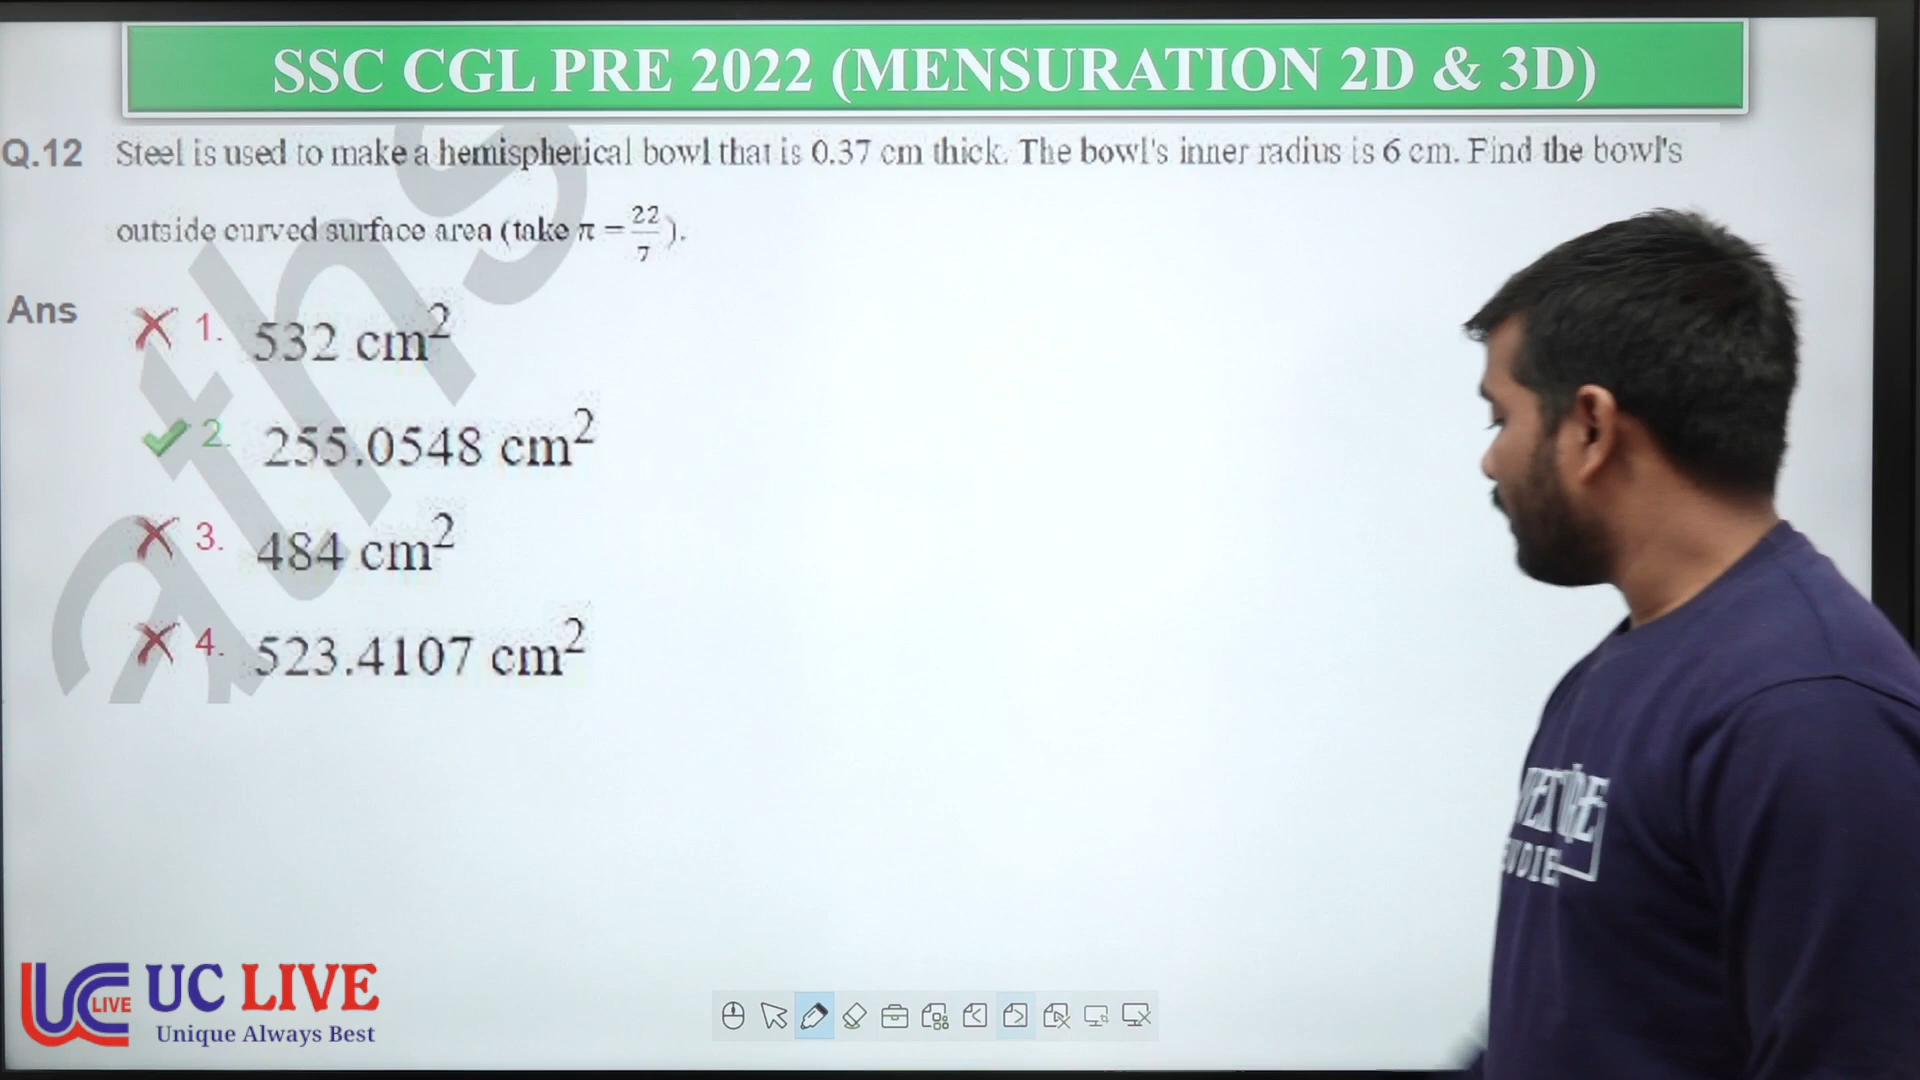 SSC CGL PRE 2022 (MENSURATION 2D & 3D)
Q.12 Steel is used to make a hemispherical bowl that is 0.37 cm thick. The bowl's inner radius is 6 cm. Find the bowl's
outside curved surface area (take π = 22/7).
Ans
1. 532 cm²
2. 255.0548 cm²
3. 484 cm²
4. 523.4107 cm²
aths
LIVE
UC LIVE
Unique Always Best